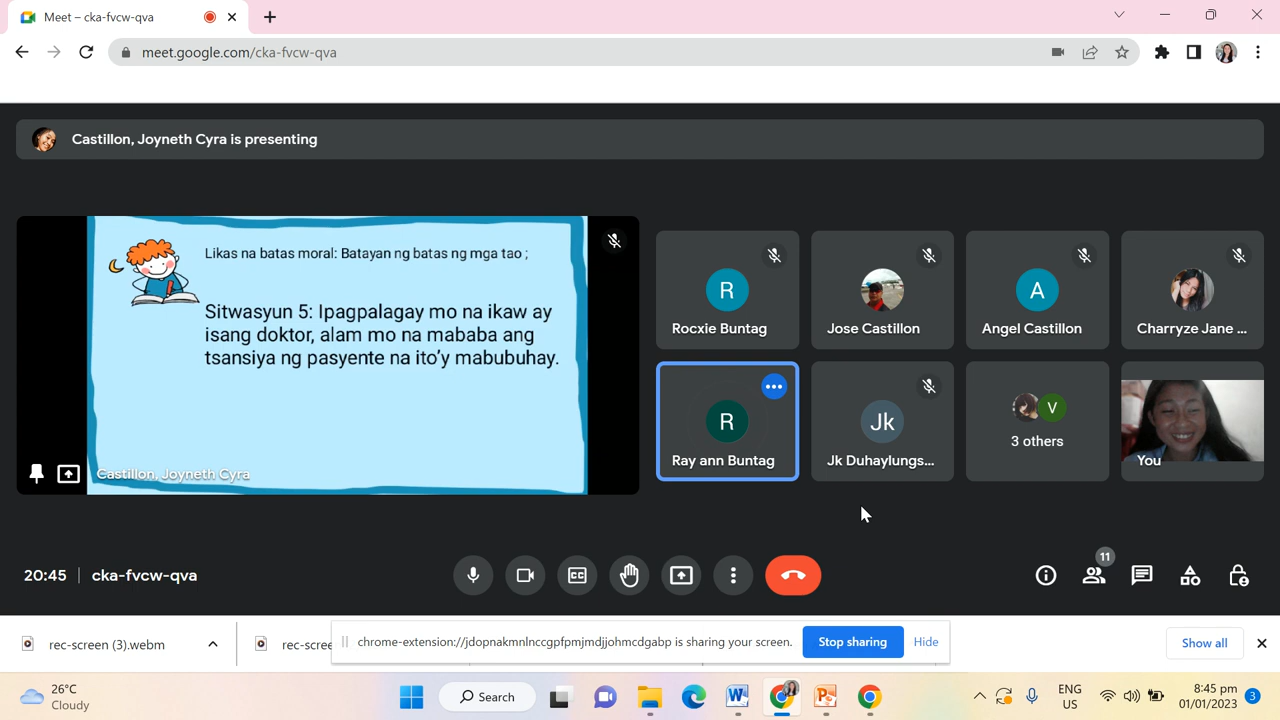 Meet – cka-fvcw-qva
meet.google.com/cka-fvcw-qva
Castillon, Joyneth Cyra is presenting
Likas na batas moral: Batayan ng batas ng mga tao ;
Sitwasyun 5: Ipagpalagay mo na ikaw ay
isang doktor, alam mo na mababa ang
tsansiya ng pasyente na ito'y mabubuhay.
Castillon, Joyneth Cyra
R
Rocxie Buntag
Jose Castillon
A
Angel Castillon
Charryze Jane ...
R
Ray ann Buntag
Jk
Jk Duhaylungs...
V
3 others
You
20:45 | cka-fvcw-qva
11
rec-screen (3).webm
rec-scree
chrome-extension://jdopnakmnlnccgpfpmjmdjjohmcdgabp is sharing your screen.
Stop sharing
Hide
Show all
26°C
Cloudy
Search
ENG
US
8:45 pm
01/01/2023
3